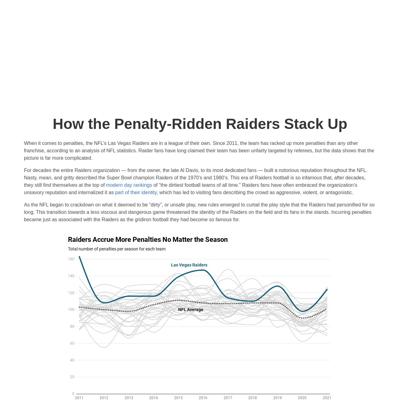 How the Penalty-Ridden Raiders Stack Up
When it comes to penalties, the NFL's Las Vegas Raiders are in a league of their own. Since 2011, the team has racked up more penalties than any other
franchise, according to an analysis of NFL statistics. Raider fans have long claimed their team has been unfairly targeted by referees, but the data shows that the
picture is far more complicated.
For decades the entire Raiders organization — from the owner, the late Al Davis, to its most dedicated fans — built a notorious reputation throughout the NFL.
Nasty, mean, and gritty described the Super Bowl champion Raiders of the 1970's and 1980's. This era of Raiders football is so infamous that, after decades,
they still find themselves at the top of modern day rankings of "the dirtiest football teams of all time." Raiders fans have often embraced the organization's
unsavory reputation and internalized it as part of their identity, which has led to visiting fans describing the crowd as aggressive, violent, or antagonistic.
As the NFL began to crackdown on what it deemed to be "dirty", or unsafe play, new rules emerged to curtail the play style that the Raiders had personified for so
long. This transition towards a less viscous and dangerous game threatened the identity of the Raiders on the field and its fans in the stands. Incurring penalties
became just as associated with the Raiders as the gridiron football they had become so famous for.
Raiders Accrue More Penalties No Matter the Season
Total number of penalties per season for each team
160
Las Vegas Raiders
140
120
100
NFL Average
80
60
40
20
0
2011 2012 2013 2014 2015 2016 2017 2018 2019 2020 2021